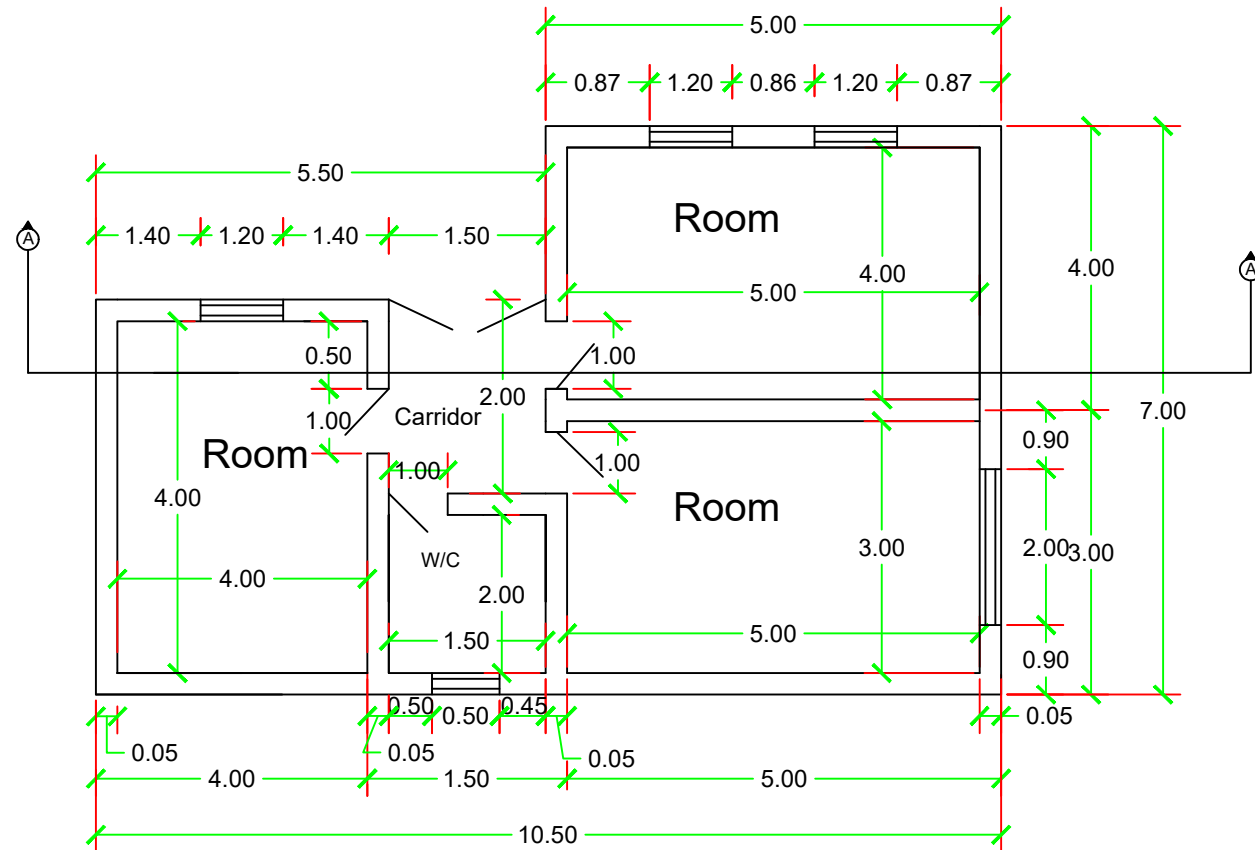 5.00
0.87 1.20 0.86 1.20 0.87
5.50
Room
1.40 1.20 1.40 1.50
A A
4.00 4.00
5.00
0.50 1.00
2.00
1.00 Carridor 7.00
0.90
Room 1.00 1.00
4.00 Room
3.00 2.00 3.00
W/C
4.00 2.00
1.50 5.00
0.90
0.50 0.50 0.45 0.05
0.05 0.05 0.05
4.00 1.50 5.00
10.50